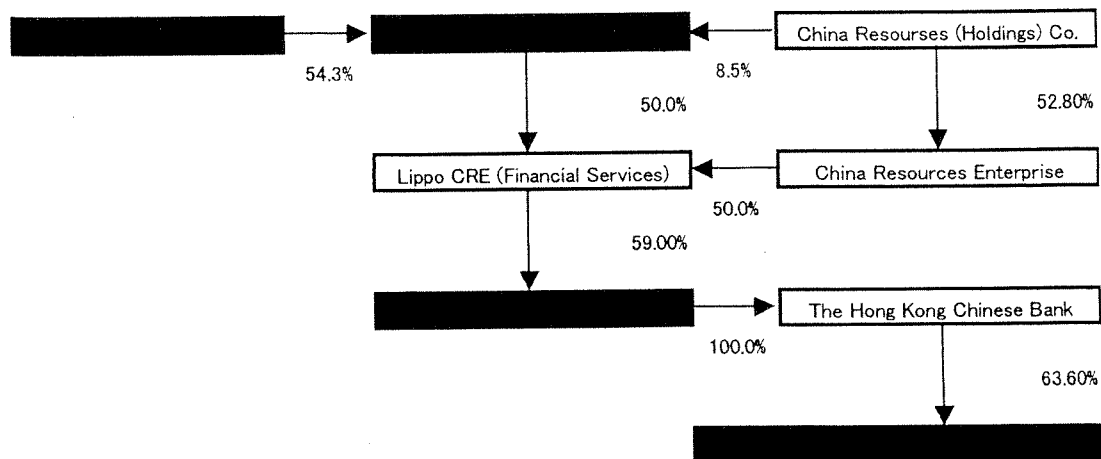 China Resourses (Holdings) Co.
54.3%
8.5%
50.0%
52.80%
Lippo CRE (Financial Services)
China Resources Enterprise
50.0%
59.00%
The Hong Kong Chinese Bank
100.0%
63.60%